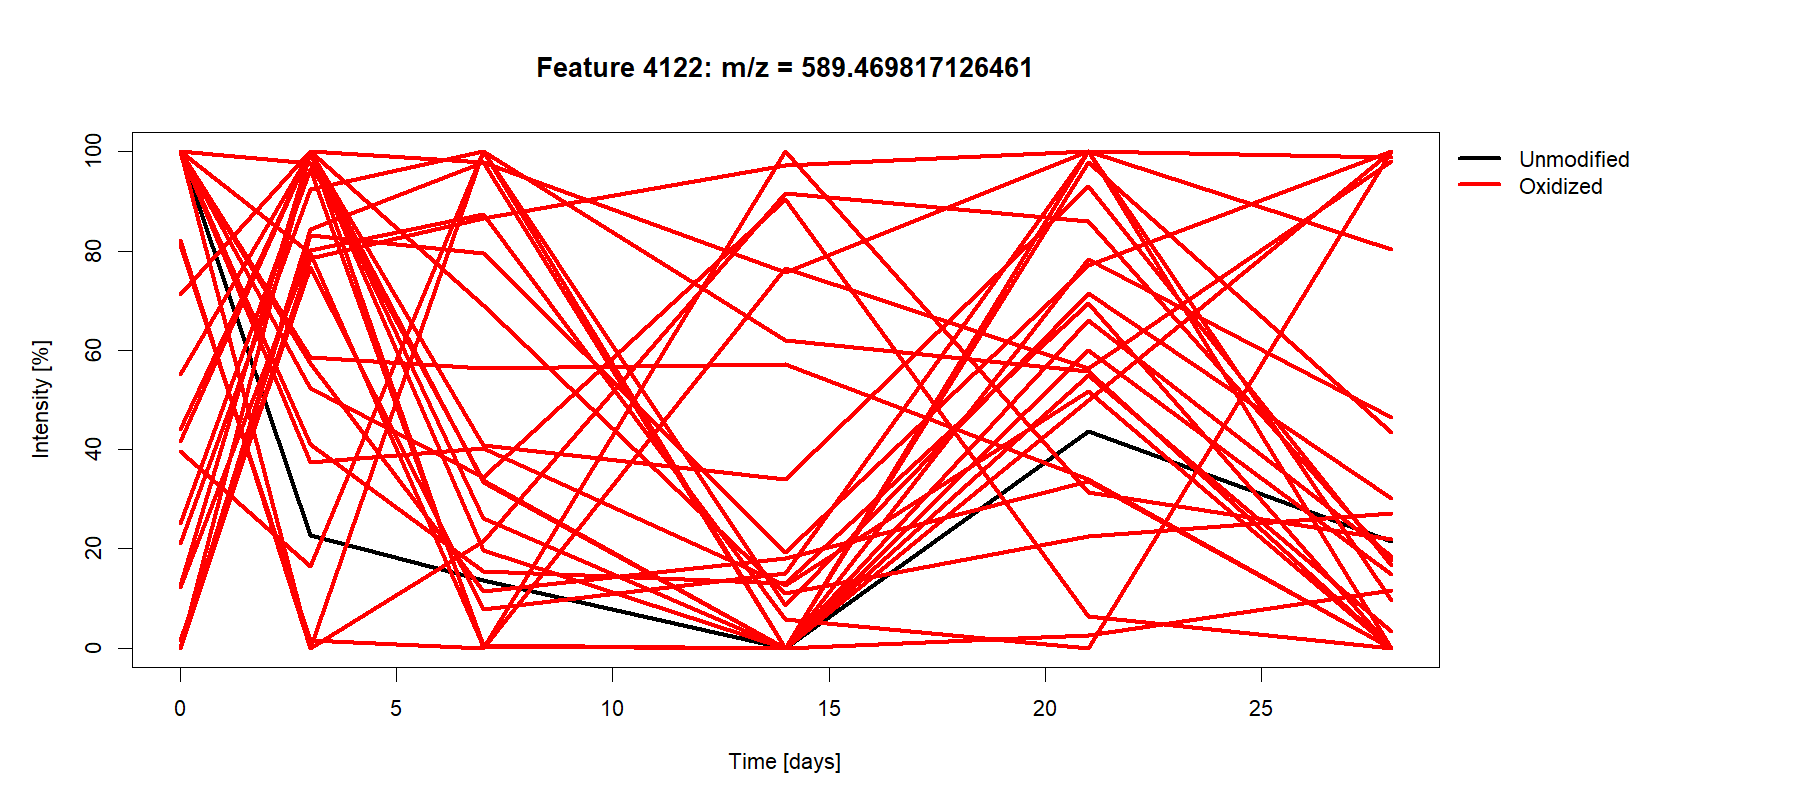 Feature 4122: m/z = 589.469817126461
Unmodified
Oxidized
Intensity [%]
100
80
60
40
20
0
0 5 10 15 20 25
Time [days]